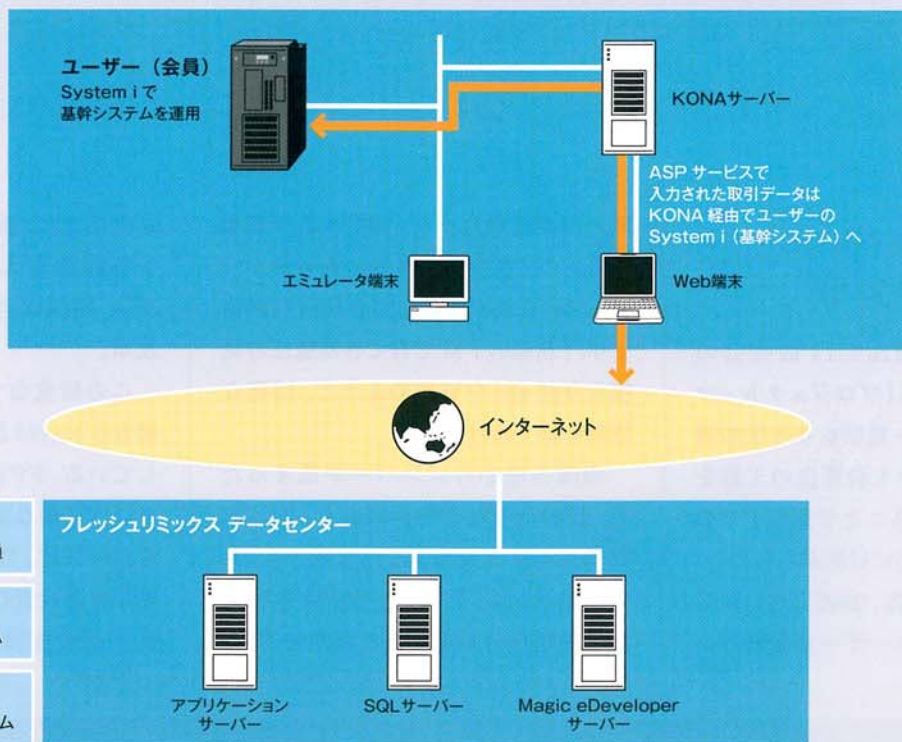 ユーザー(会員)
System i で
基幹システムを運用
KONAサーバー
ASP サービスで
入力された取引データは
KONA 経由でユーザーの
System i(基幹システム)へ
エミュレータ端末
Web端末
インターネット
フレッシュリミックス データセンター
アプリケーション
サーバー
SQLサーバー
Magic eDeveloper
サーバー
ム